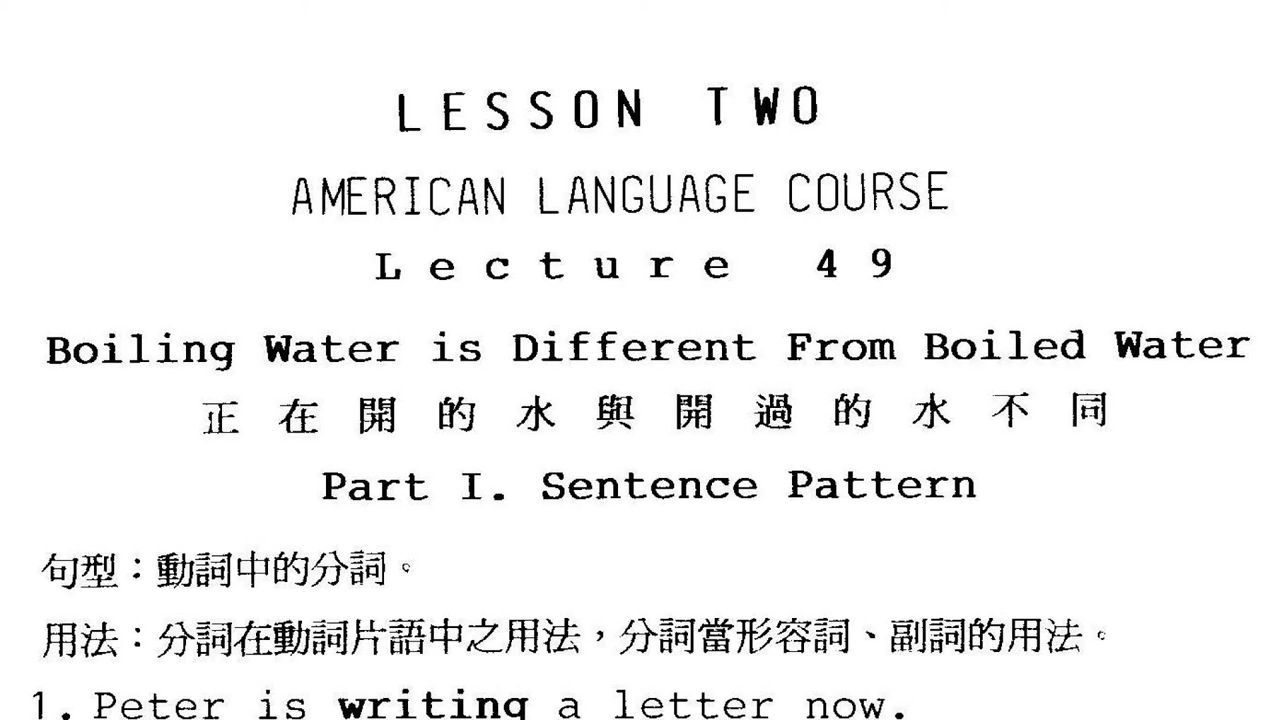 LESSON TWO
AMERICAN LANGUAGE COURSE
Lecture 49
Boiling Water is Different From Boiled Water
正在開的水與開過的水不同
Part I. Sentence Pattern
句型：動詞中的分詞。
用法：分詞在動詞片語中之用法，分詞當形容詞、副詞的用法。
1. Peter is writing a letter now.